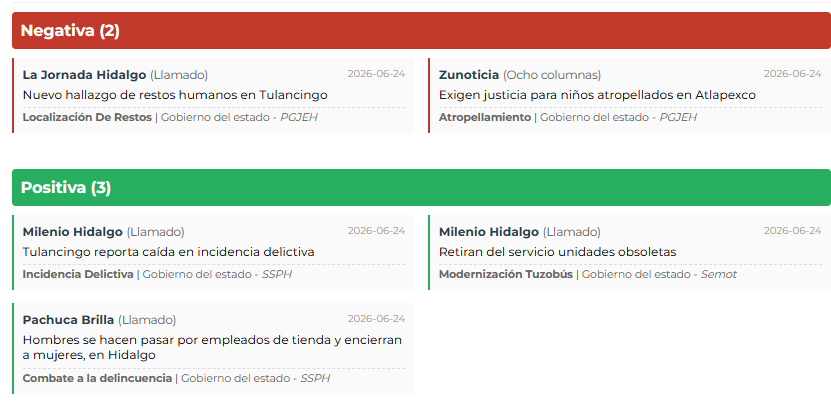 Negativa (2)
La Jornada Hidalgo (Llamado) 2026-06-24
Nuevo hallazgo de restos humanos en Tulancingo
Localización De Restos | Gobierno del estado - PGJEH
Zunoticia (Ocho columnas) 2026-06-24
Exigen justicia para niños atropellados en Atlapexco
Atropellamiento | Gobierno del estado - PGJEH
Positiva (3)
Milenio Hidalgo (Llamado) 2026-06-24
Tulancingo reporta caída en incidencia delictiva
Incidencia Delictiva | Gobierno del estado - SSPH
Milenio Hidalgo (Llamado) 2026-06-24
Retiran del servicio unidades obsoletas
Modernización Tuzobús | Gobierno del estado - Semot
Pachuca Brilla (Llamado) 2026-06-24
Hombres se hacen pasar por empleados de tienda y encierran
a mujeres, en Hidalgo
Combate a la delincuencia | Gobierno del estado - SSPH